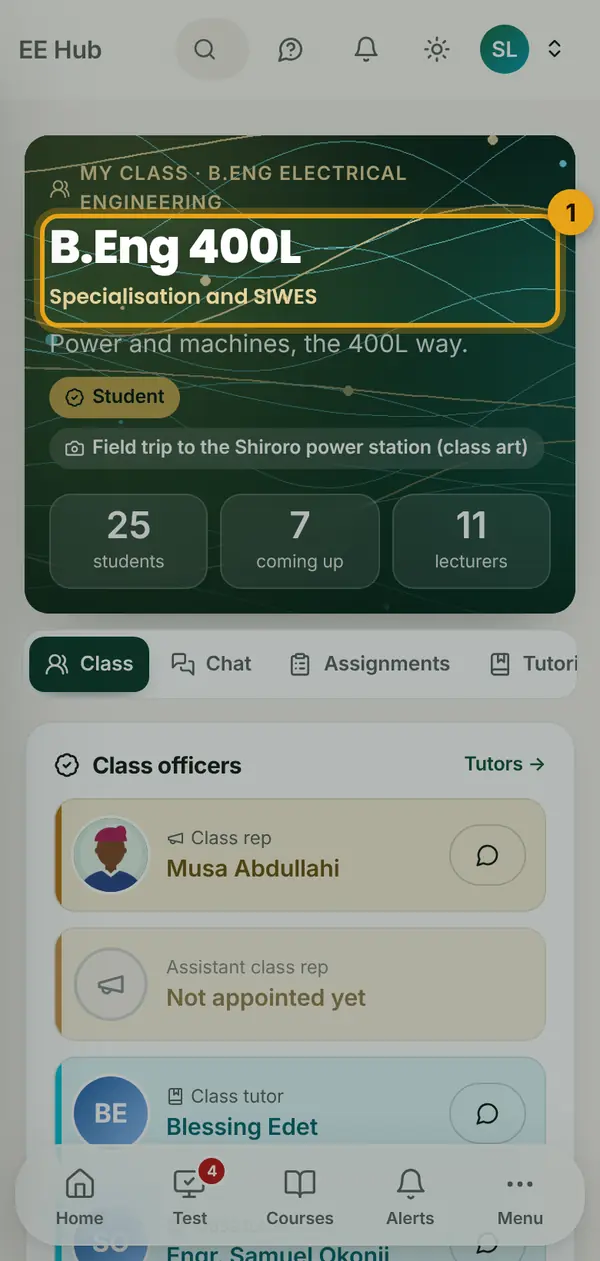 EE Hub
SL
MY CLASS · B.ENG ELECTRICAL
ENGINEERING
1
B.Eng 400L
Specialisation and SIWES
Power and machines, the 400L way.
Student
Field trip to the Shiroro power station (class art)
25
students
7
coming up
11
lecturers
Class
Chat
Assignments
Tutori
Class officers
Tutors →
Class rep
Musa Abdullahi
Assistant class rep
Not appointed yet
BE
Class tutor
Blessing Edet
4
Home
Test
Courses
Alerts
Menu
SO
Engr. Samuel Okonji